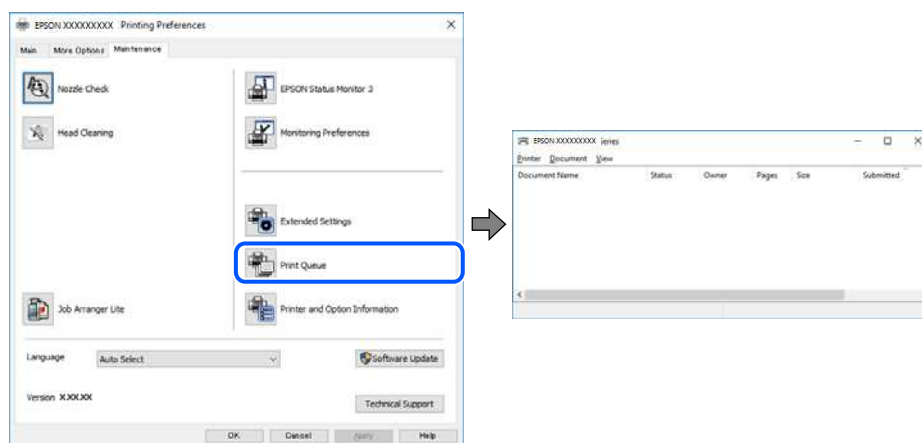 EPSON XXXXXXXXX Printing Preferences
Main More Options Maintenance
Nozzle Check
EPSON Status Monitor 3
Head Cleaning
Monitoring Preferences
Extended Settings
Print Queue
Job Arranger Lite
Printer and Option Information
Language Auto Select Software Update
Version X.XX.XX
Technical Support
OK Cancel Apply Help
EPSON XXXXXXXXX series
Printer Document View
Document Name Status Owner Pages Size Submitted